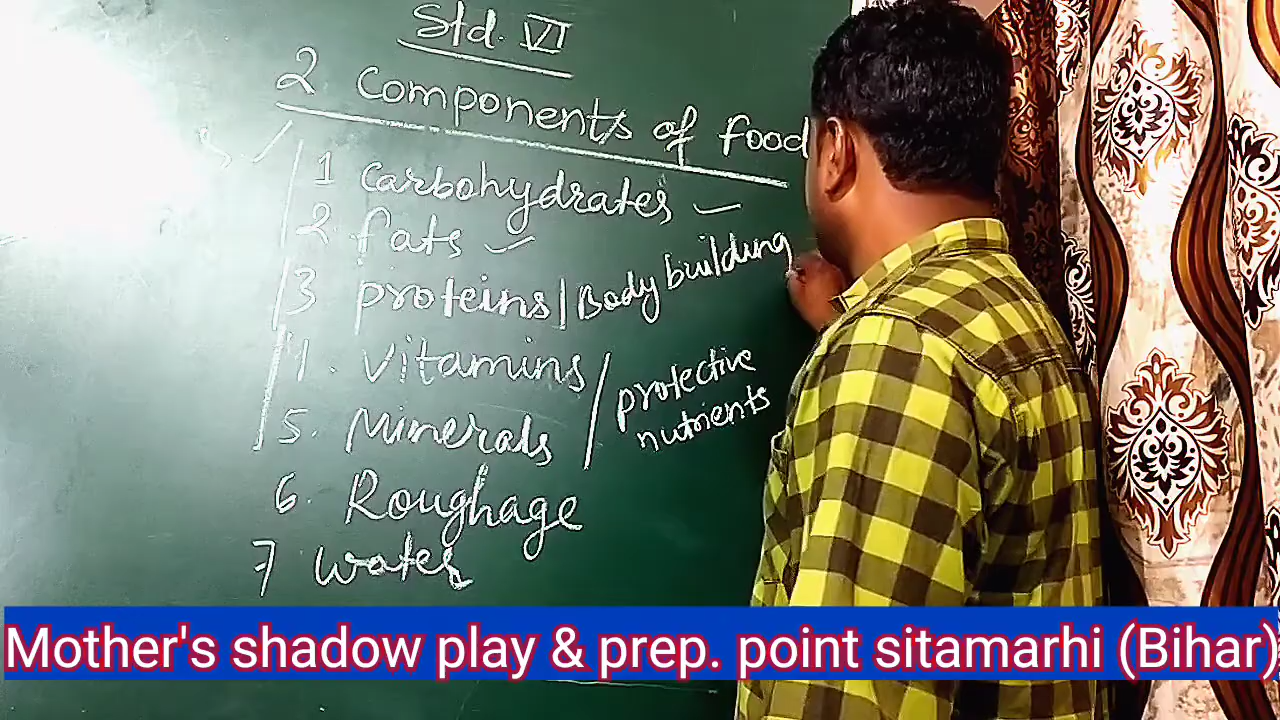 Std. VI
2 Components of food
1 Carbohydrates
2. fats
3 proteins | Body building
4. Vitamins
5. Minerals / protective nutrients
6. Roughage
7 Water
Mother's shadow play & prep. point sitamarhi (Bihar)